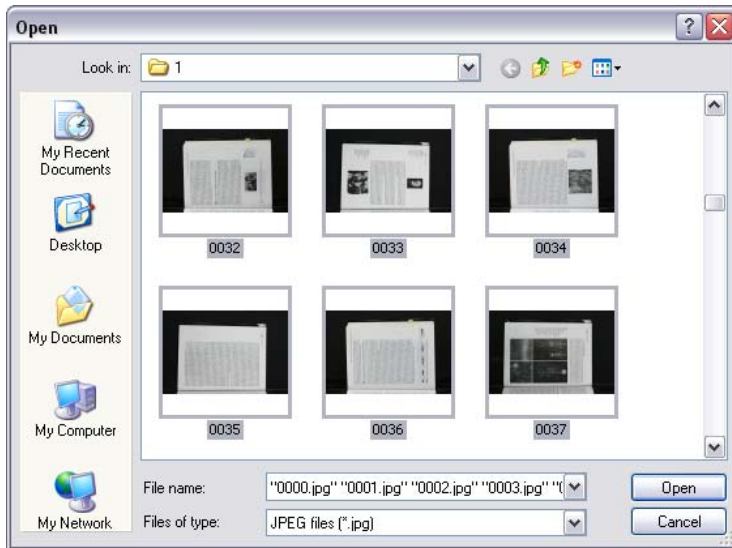 Open
Look in: 1
My Recent
Documents
Desktop
My Documents
My Computer
My Network
0032
0033
0034
0035
0036
0037
File name: "0000.jpg" "0001.jpg" "0002.jpg" "0003.jpg" "(
Open
Files of type: JPEG files (*.jpg)
Cancel